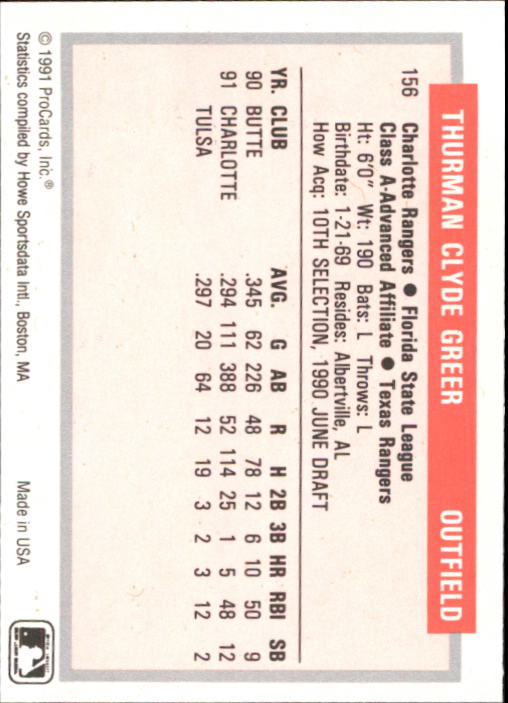 THURMAN CLYDE GREER OUTFIELD
156 Charlotte Rangers ● Florida State League
Class A-Advanced Affiliate ● Texas Rangers
Ht: 6'0" Wt: 190 Bats: L Throws: L
Birthdate: 1-21-69 Resides: Albertville, AL
How Acq: 10TH SELECTION, 1990 JUNE DRAFT
YR. CLUB AVG. G AB R H 2B 3B HR RBI SB
90 BUTTE .345 62 226 48 78 12 6 10 50 9
91 CHARLOTTE .294 111 388 52 114 25 1 5 48 12
TULSA .297 20 64 12 19 3 2 3 12 2
© 1991 ProCards, Inc.®
Statistics compiled by Howe Sportsdata Intl., Boston, MA Made in USA